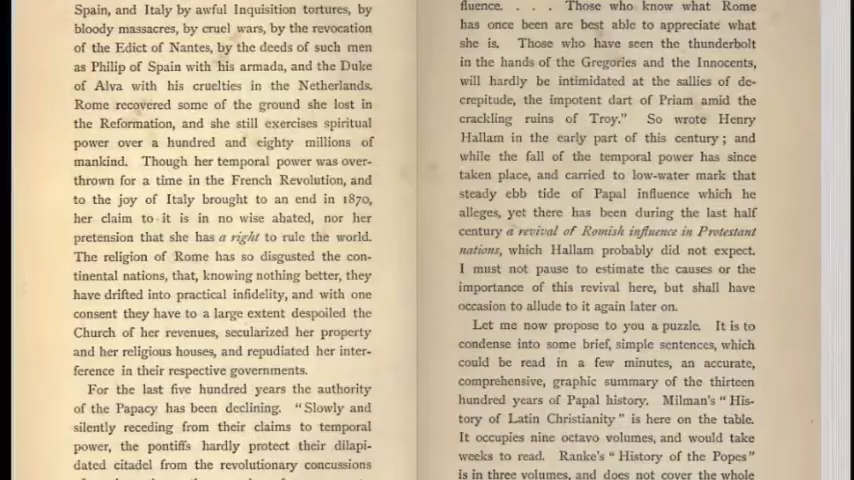 Spain, and Italy by awful Inquisition tortures, by
bloody massacres, by cruel wars, by the revocation
of the Edict of Nantes, by the deeds of such men
as Philip of Spain with his armada, and the Duke
of Alva with his cruelties in the Netherlands.
Rome recovered some of the ground she lost in
the Reformation, and she still exercises spiritual
power over a hundred and eighty millions of
mankind. Though her temporal power was over-
thrown for a time in the French Revolution, and
to the joy of Italy brought to an end in 1870,
her claim to it is in no wise abated, nor her
pretension that she has a right to rule the world.
The religion of Rome has so disgusted the con-
tinental nations, that, knowing nothing better, they
have drifted into practical infidelity, and with one
consent they have to a large extent despoiled the
Church of her revenues, secularized her property
and her religious houses, and repudiated her inter-
ference in their respective governments.
For the last five hundred years the authority
of the Papacy has been declining. "Slowly and
silently receding from their claims to temporal
power, the pontiffs hardly protect their dilapi-
dated citadel from the revolutionary concussions
fluence. . . . Those who know what Rome
has once been are best able to appreciate what
she is. Those who have seen the thunderbolt
in the hands of the Gregories and the Innocents,
will hardly be intimidated at the sallies of de-
crepitude, the impotent dart of Priam amid the
crackling ruins of Troy." So wrote Henry
Hallam in the early part of this century; and
while the fall of the temporal power has since
taken place, and carried to low-water mark that
steady ebb tide of Papal influence which he
alleges, yet there has been during the last half
century a revival of Romish influence in Protestant
nations, which Hallam probably did not expect.
I must not pause to estimate the causes or the
importance of this revival here, but shall have
occasion to allude to it again later on.
Let me now propose to you a puzzle. It is to
condense into some brief, simple sentences, which
could be read in a few minutes, an accurate,
comprehensive, graphic summary of the thirteen
hundred years of Papal history. Milman's "His-
tory of Latin Christianity" is here on the table.
It occupies nine octavo volumes, and would take
weeks to read. Ranke's "History of the Popes"
is in three volumes, and does not cover the whole